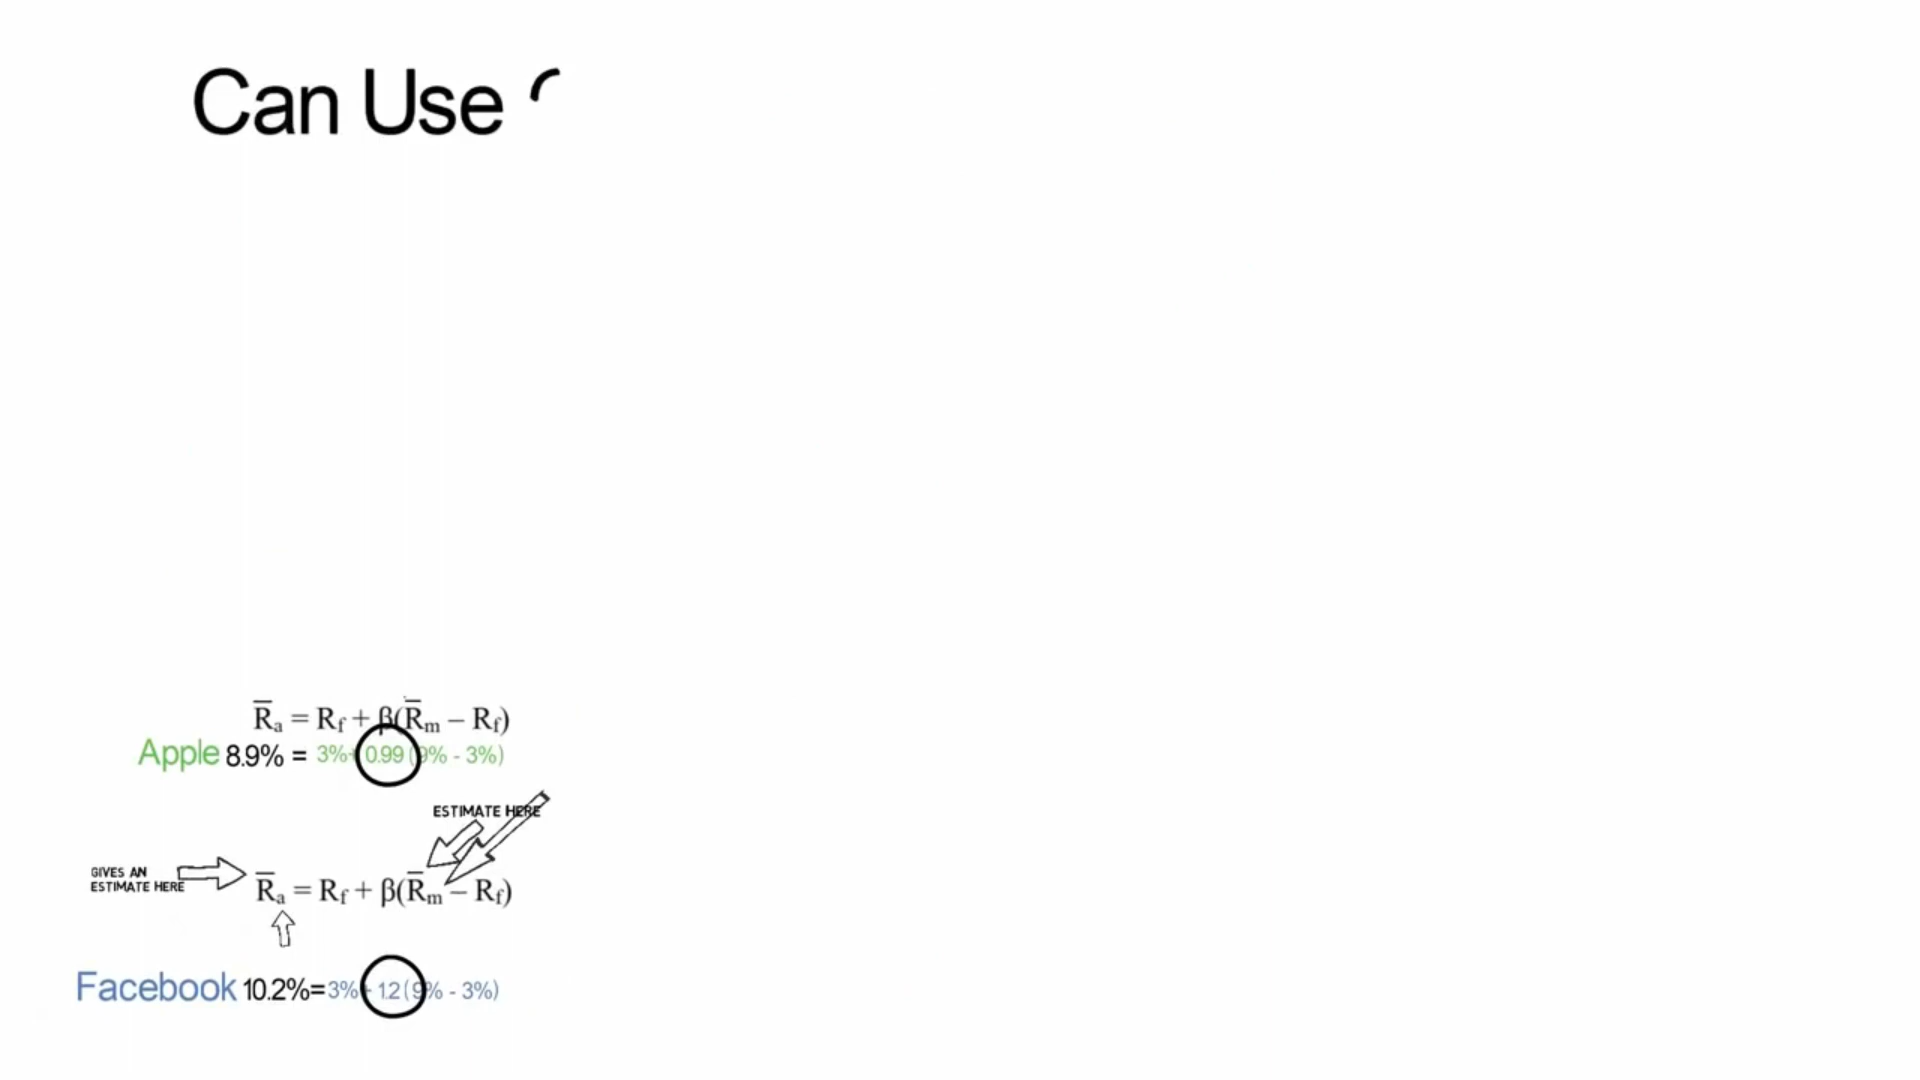 Can Use
R̅a = Rf + β(R̅m – Rf)
Apple 8.9% = 3%+ 0.99 (9% - 3%)
ESTIMATE HERE
GIVES AN
ESTIMATE HERE
R̅a = Rf + β(R̅m – Rf)
Facebook 10.2%=3%+ 1.2 (9% - 3%)